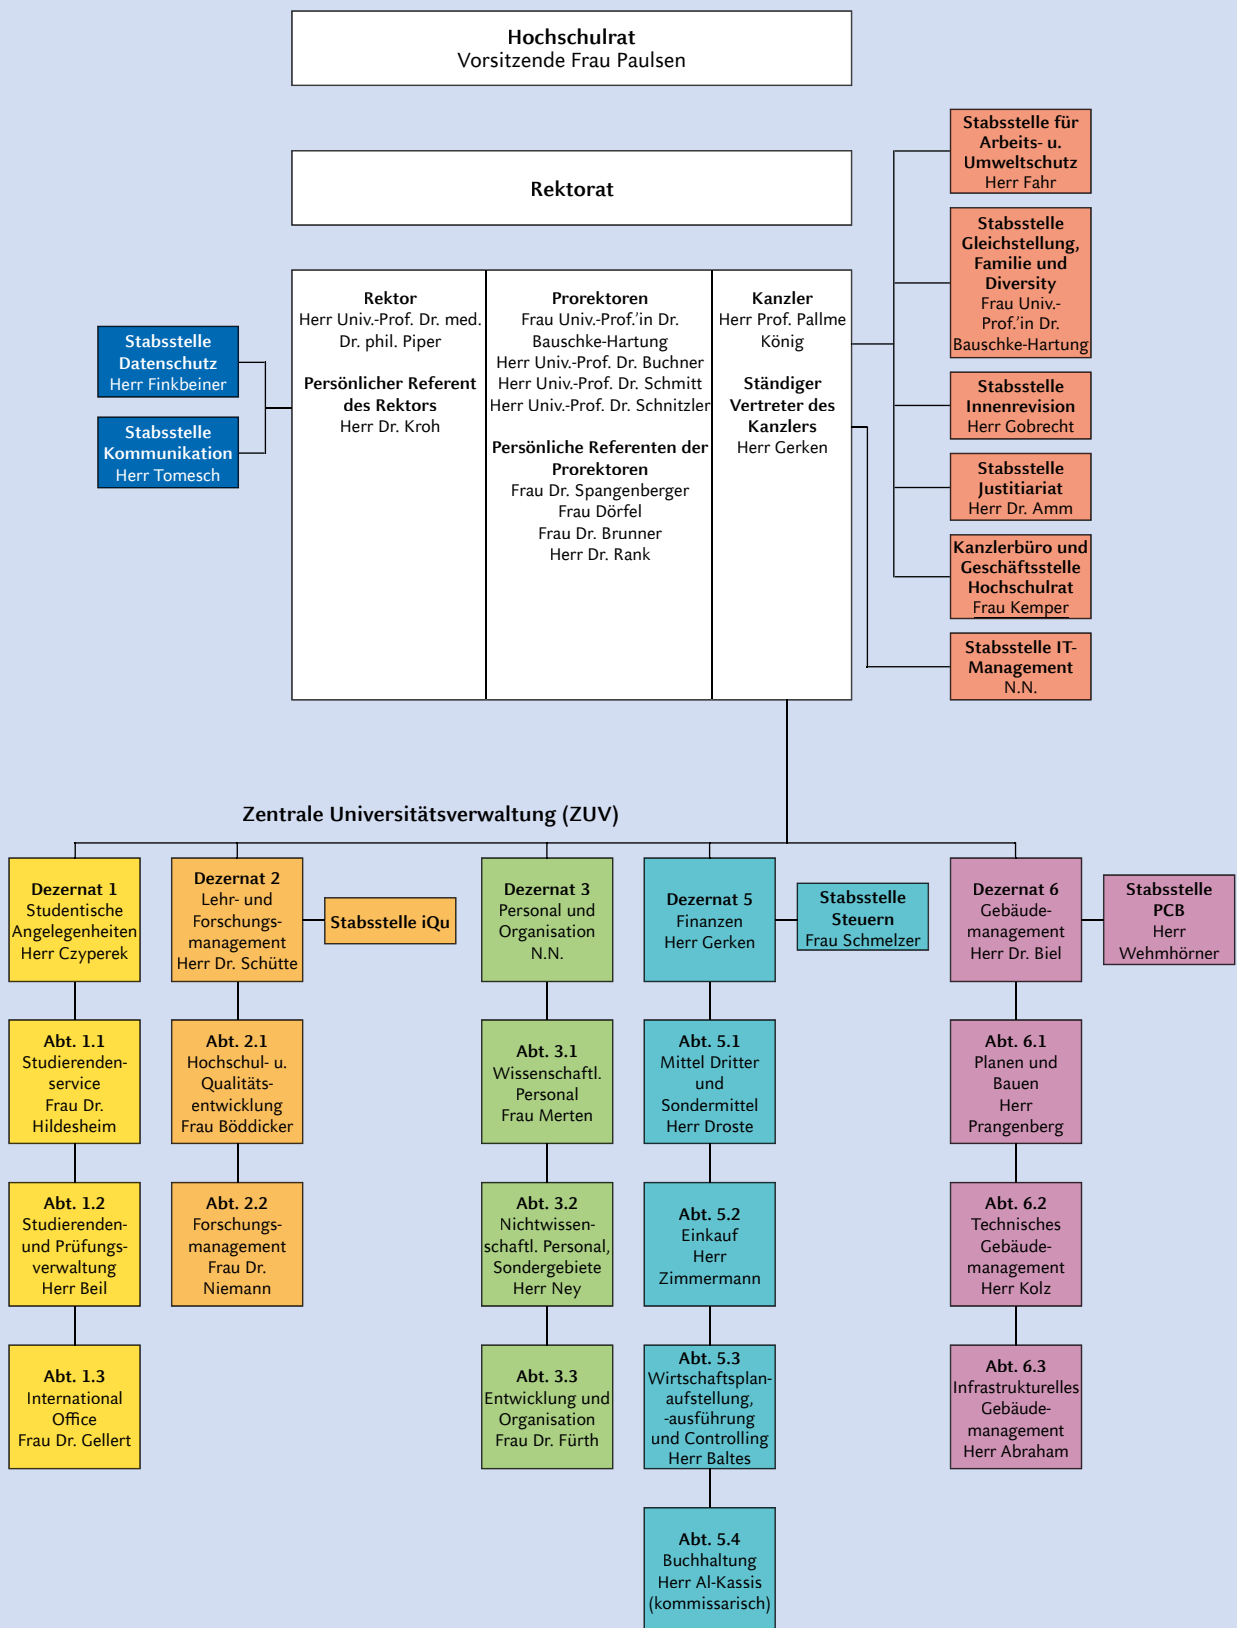 Hochschulrat
Vorsitzende Frau Paulsen
Rektorat
Rektor
Herr Univ.-Prof. Dr. med.
Dr. phil. Piper
Persönlicher Referent
des Rektors
Herr Dr. Kroh
Prorektoren
Frau Univ.-Prof.'in Dr.
Bauschke-Hartung
Herr Univ.-Prof. Dr. Buchner
Herr Univ.-Prof. Dr. Schmitt
Herr Univ.-Prof. Dr. Schnitzler
Persönliche Referenten der
Prorektoren
Frau Dr. Spangenberger
Frau Dörfel
Frau Dr. Brunner
Herr Dr. Rank
Kanzler
Herr Prof. Pallme
König
Ständiger
Vertreter des
Kanzlers
Herr Gerken
Stabsstelle
Datenschutz
Herr Finkbeiner
Stabsstelle
Kommunikation
Herr Tomesch
Stabsstelle für
Arbeits- u.
Umweltschutz
Herr Fahr
Stabsstelle
Gleichstellung,
Familie und
Diversity
Frau Univ.-
Prof.'in Dr.
Bauschke-Hartung
Stabsstelle
Innenrevision
Herr Gobrecht
Stabsstelle
Justitiariat
Herr Dr. Amm
Kanzlerbüro und
Geschäftsstelle
Hochschulrat
Frau Kemper
Stabsstelle IT-
Management
N.N.
Zentrale Universitätsverwaltung (ZUV)
Dezernat 1
Studentische
Angelegenheiten
Herr Czyperek
Abt. 1.1
Studierenden-
service
Frau Dr.
Hildesheim
Abt. 1.2
Studierenden-
und Prüfungs-
verwaltung
Herr Beil
Abt. 1.3
International
Office
Frau Dr. Gellert
Dezernat 2
Lehr- und
Forschungs-
management
Herr Dr. Schütte
Stabsstelle iQu
Abt. 2.1
Hochschul- u.
Qualitäts-
entwicklung
Frau Böddicker
Abt. 2.2
Forschungs-
management
Frau Dr.
Niemann
Dezernat 3
Personal und
Organisation
N.N.
Abt. 3.1
Wissenschaftl.
Personal
Frau Merten
Abt. 3.2
Nichtwissen-
schaftl. Personal,
Sondergebiete
Herr Ney
Abt. 3.3
Entwicklung und
Organisation
Frau Dr. Fürth
Dezernat 5
Finanzen
Herr Gerken
Stabsstelle
Steuern
Frau Schmelzer
Abt. 5.1
Mittel Dritter
und
Sondermittel
Herr Droste
Abt. 5.2
Einkauf
Herr
Zimmermann
Abt. 5.3
Wirtschaftsplan-
aufstellung,
-ausführung
und Controlling
Herr Baltes
Abt. 5.4
Buchhaltung
Herr Al-Kassis
(kommissarisch)
Dezernat 6
Gebäude-
management
Herr Dr. Biel
Stabsstelle
PCB
Herr
Wehmhörner
Abt. 6.1
Planen und
Bauen
Herr
Prangenberg
Abt. 6.2
Technisches
Gebäude-
management
Herr Kolz
Abt. 6.3
Infrastrukturelles
Gebäude-
management
Herr Abraham